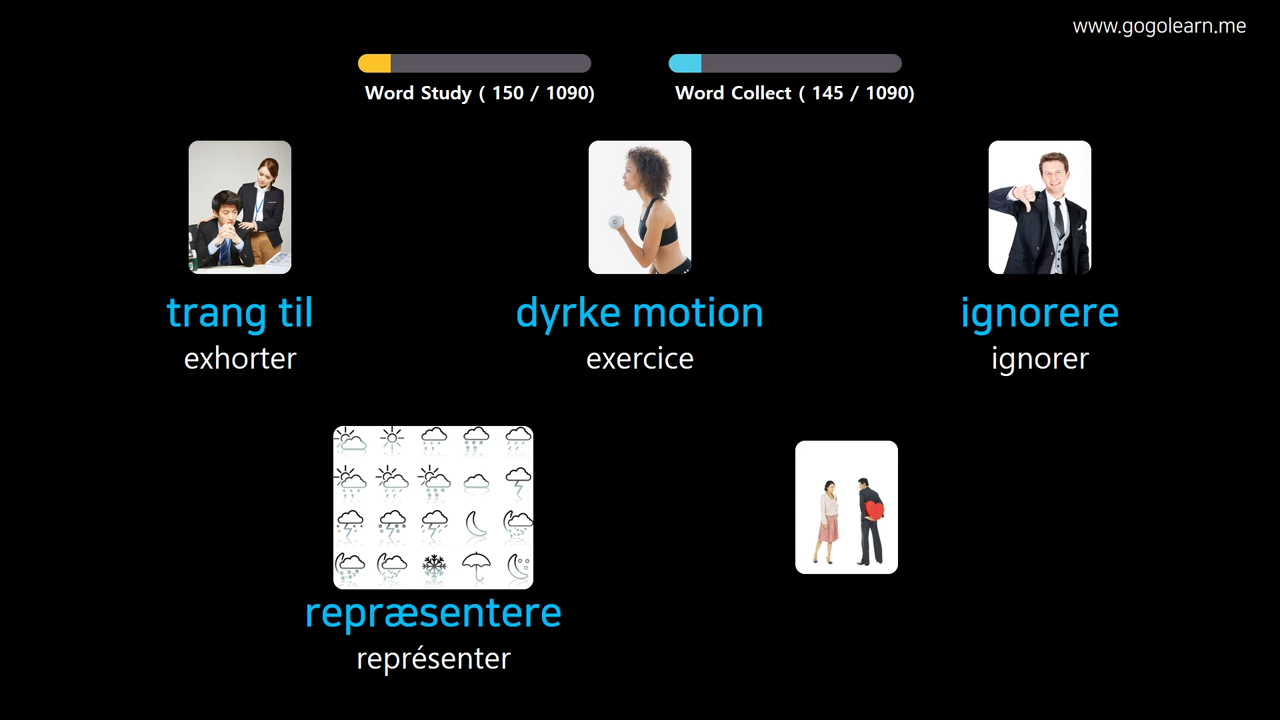 www.gogolearn.me
Word Study ( 150 / 1090)
Word Collect ( 145 / 1090)
trang til
exhorter
dyrke motion
exercice
ignorere
ignorer
repræsentere
représenter